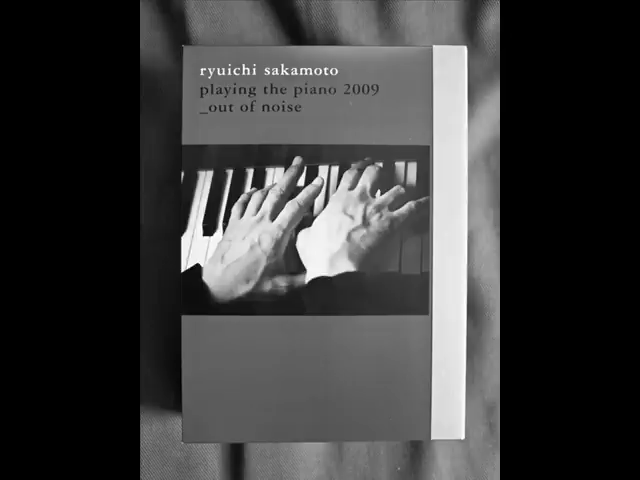 ryuichi sakamoto
playing the piano 2009
_out of noise